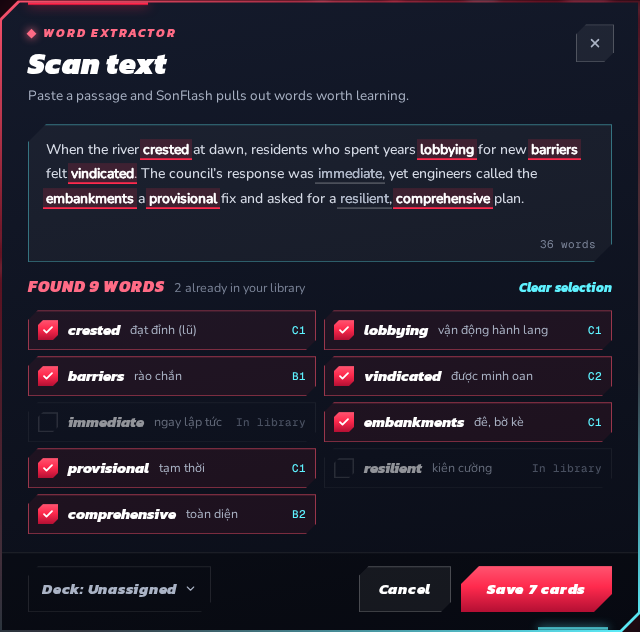 WORD EXTRACTOR
Scan text
Paste a passage and SonFlash pulls out words worth learning.
When the river crested at dawn, residents who spent years lobbying for new barriers
felt vindicated. The council's response was immediate, yet engineers called the
embankments a provisional fix and asked for a resilient, comprehensive plan.
36 words
FOUND 9 WORDS 2 already in your library Clear selection
crested đạt đỉnh (lũ) C1
lobbying vận động hành lang C1
barriers rào chắn B1
vindicated được minh oan C2
immediate ngay lập tức In library
embankments đê, bờ kè C1
provisional tạm thời C1
resilient kiên cường In library
comprehensive toàn diện B2
Deck: Unassigned Cancel Save 7 cards